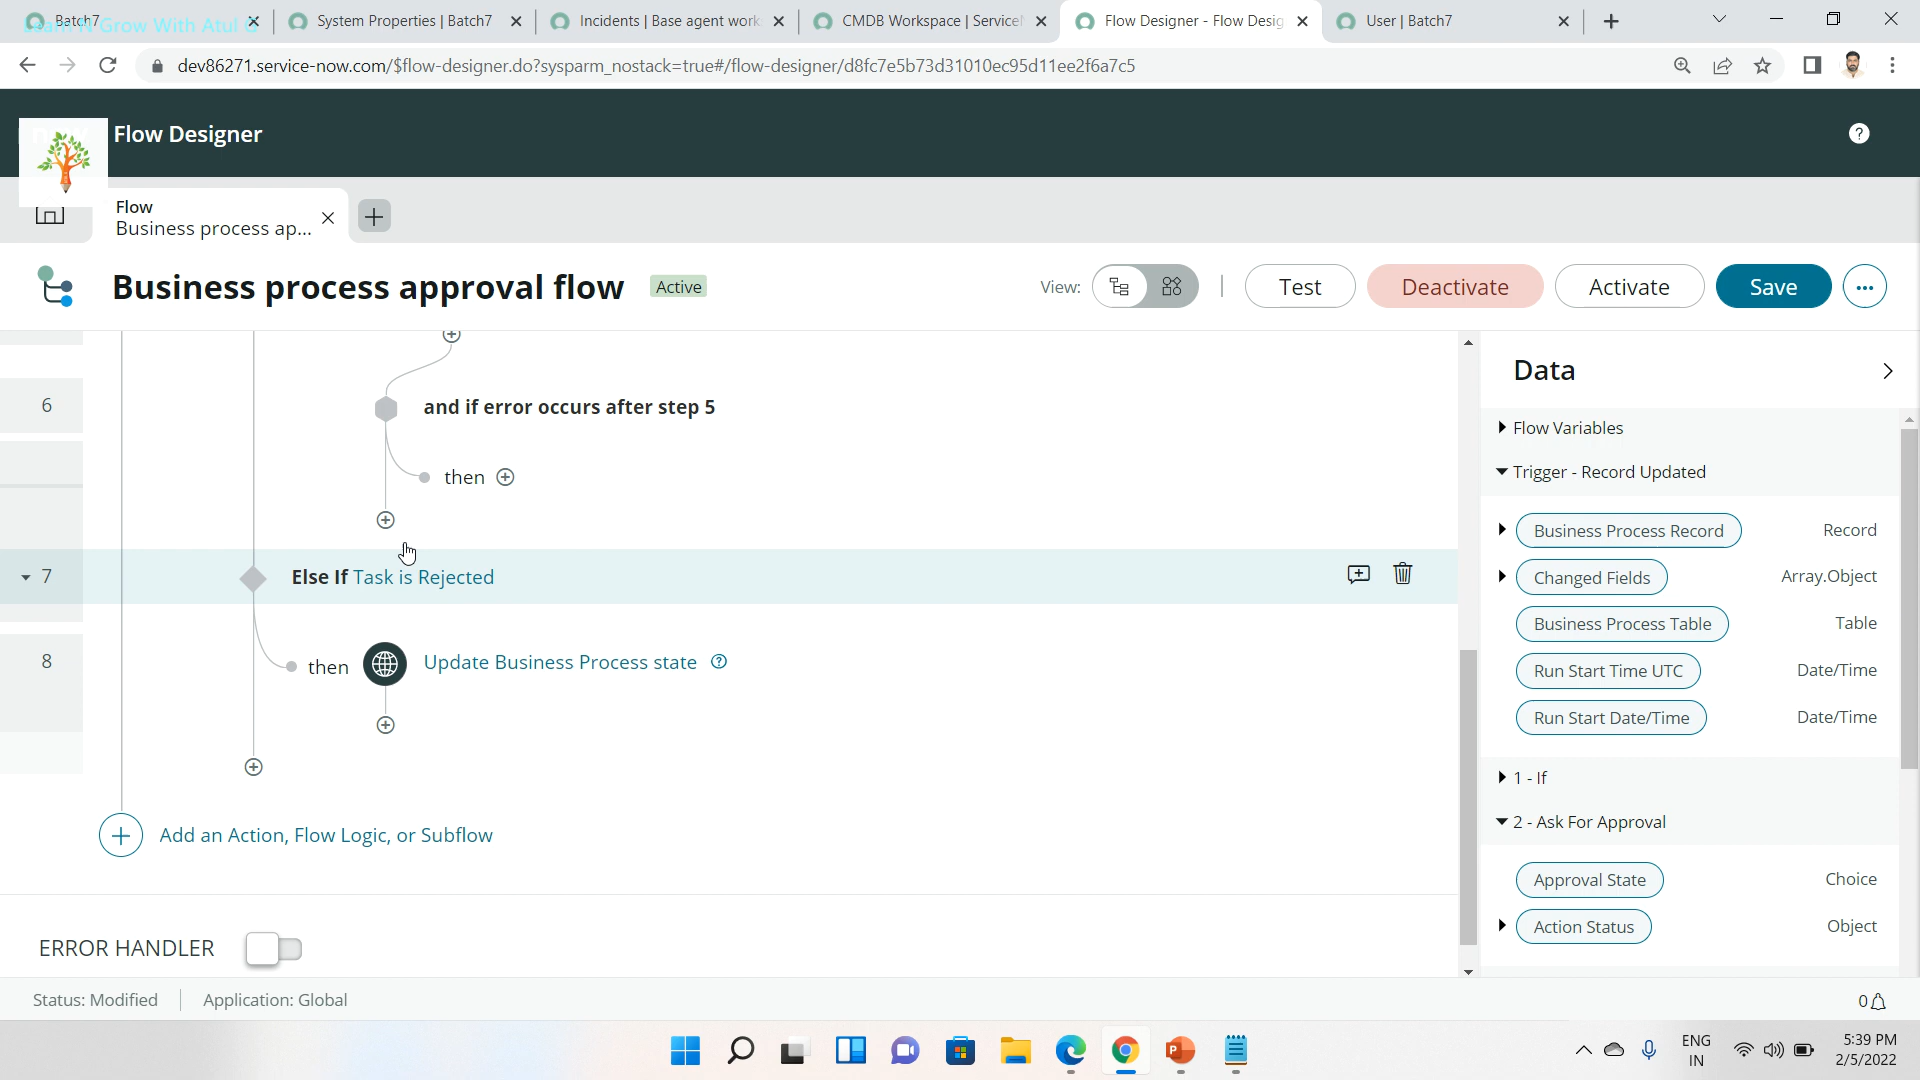 Batch7
Learn N Grow With Atul G
System Properties | Batch7
Incidents | Base agent work
CMDB Workspace | Service
Flow Designer - Flow Desig
User | Batch7
dev86271.service-now.com/$flow-designer.do?sysparm_nostack=true#/flow-designer/d8fc7e5b73d31010ec95d11ee2f6a7c5
Flow Designer
Flow
Business process ap...
Business process approval flow
Active
View:
Test
Deactivate
Activate
Save
6
and if error occurs after step 5
then
7
Else If Task is Rejected
8
then
Update Business Process state
Add an Action, Flow Logic, or Subflow
ERROR HANDLER
Data
Flow Variables
Trigger - Record Updated
Business Process Record Record
Changed Fields Array.Object
Business Process Table Table
Run Start Time UTC Date/Time
Run Start Date/Time Date/Time
1 - If
2 - Ask For Approval
Approval State Choice
Action Status Object
Status: Modified
Application: Global
0
ENG
IN
5:39 PM
2/5/2022